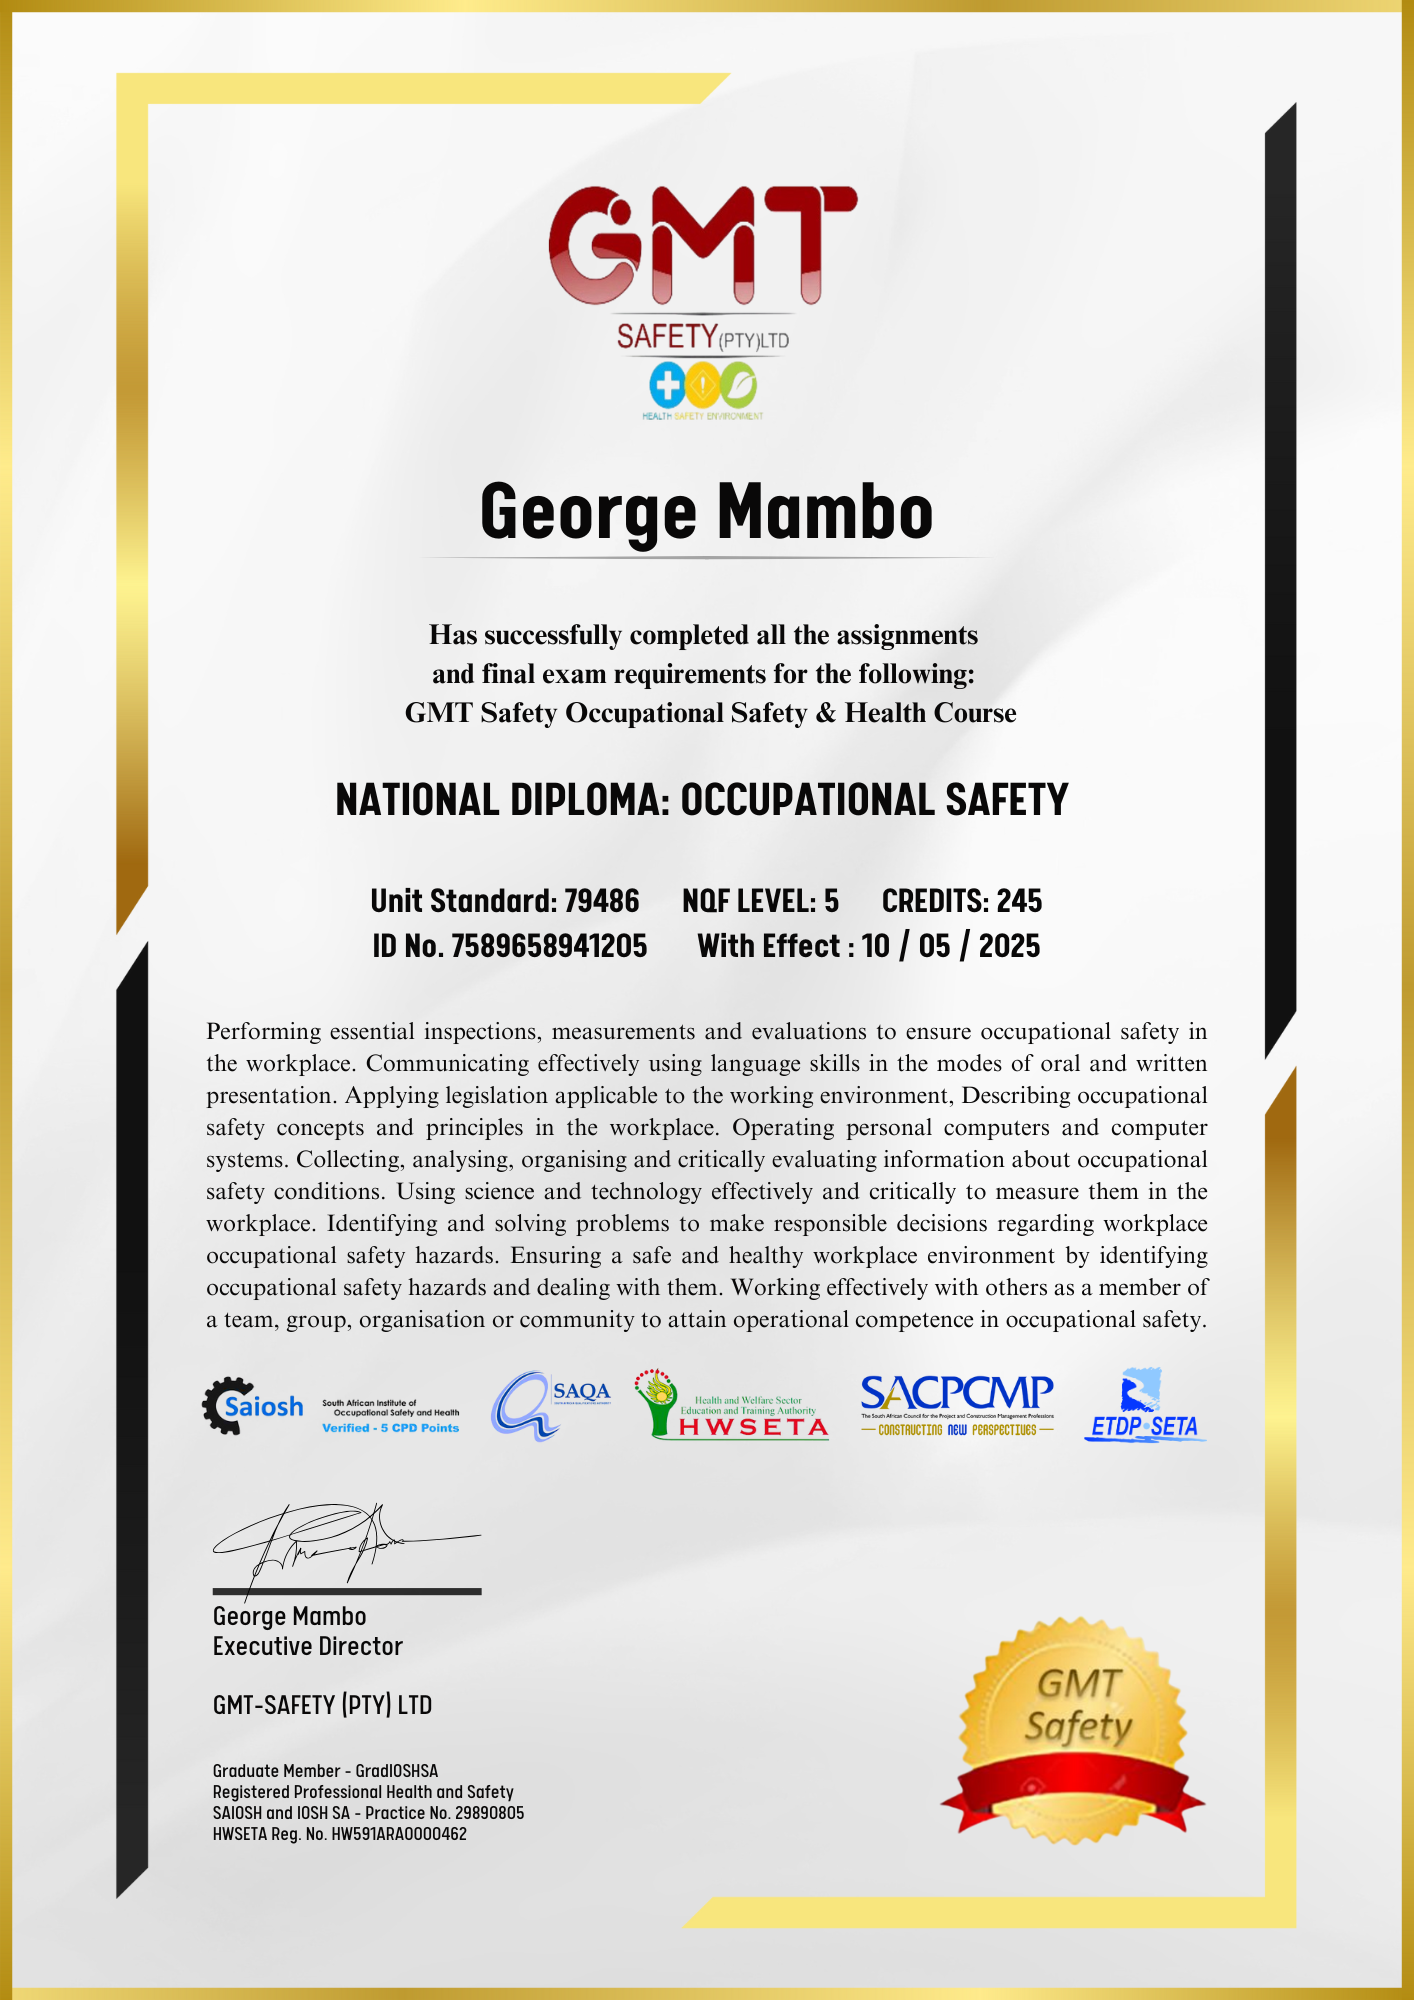 GMT
SAFETY(PTY)LTD
HEALTH SAFETY ENVIRONMENT
George Mambo
Has successfully completed all the assignments
and final exam requirements for the following:
GMT Safety Occupational Safety & Health Course
NATIONAL DIPLOMA: OCCUPATIONAL SAFETY
Unit Standard: 79486 NQF LEVEL: 5 CREDITS: 245
ID No. 7589658941205 With Effect : 10 / 05 / 2025
Performing essential inspections, measurements and evaluations to ensure occupational safety in
the workplace. Communicating effectively using language skills in the modes of oral and written
presentation. Applying legislation applicable to the working environment, Describing occupational
safety concepts and principles in the workplace. Operating personal computers and computer
systems. Collecting, analysing, organising and critically evaluating information about occupational
safety conditions. Using science and technology effectively and critically to measure them in the
workplace. Identifying and solving problems to make responsible decisions regarding workplace
occupational safety hazards. Ensuring a safe and healthy workplace environment by identifying
occupational safety hazards and dealing with them. Working effectively with others as a member of
a team, group, organisation or community to attain operational competence in occupational safety.
Saiosh
South African Institute of
Occupational Safety and Health
Verified - 5 CPD Points
SAQA
Health and Welfare Sector
Education and Training Authority
HWSETA
SACPCMP
The South African Council for the Project and Construction Management Professions
CONSTRUCTING NEW PERSPECTIVES
ETDP SETA
George Mambo
Executive Director
GMT-SAFETY (PTY) LTD
Graduate Member - GradIOSHSA
Registered Professional Health and Safety
SAIOSH and IOSH SA - Practice No. 29890805
HWSETA Reg. No. HW591ARA0000462
GMT
Safety